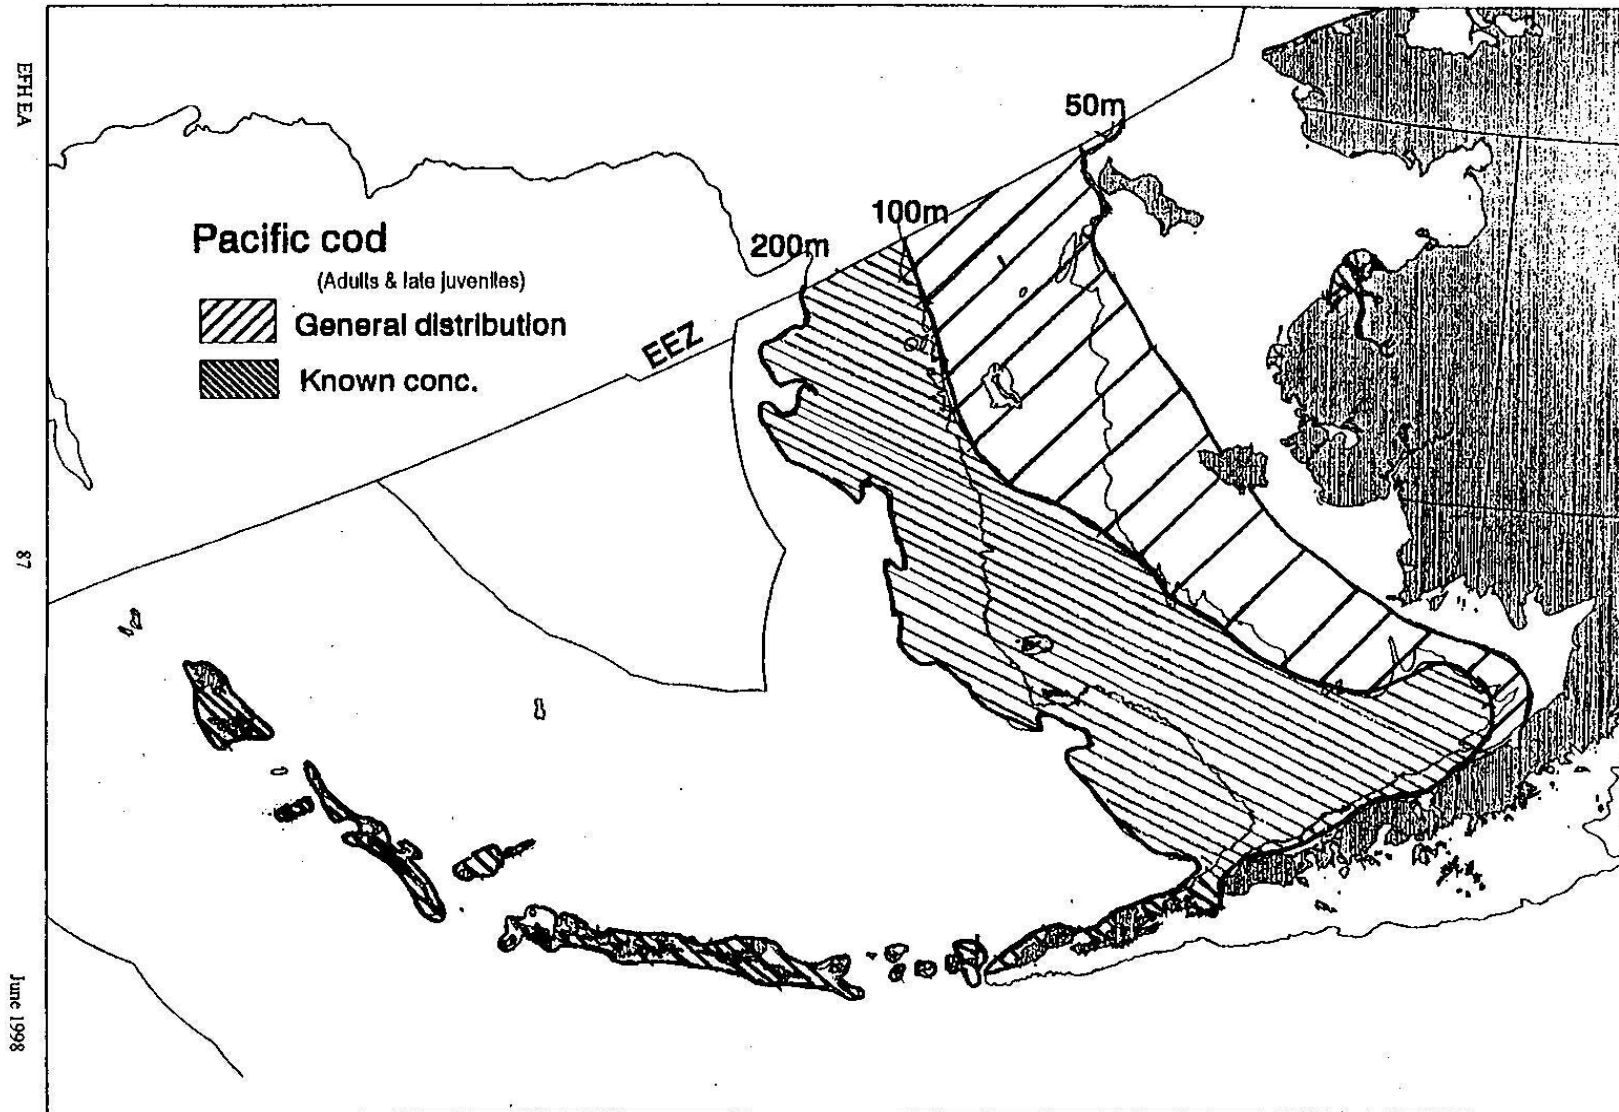 EFH EA
87
June 1998
50m
100m
200m
Pacific cod
(Adults & late juveniles)
General distribution
Known conc.
EEZ